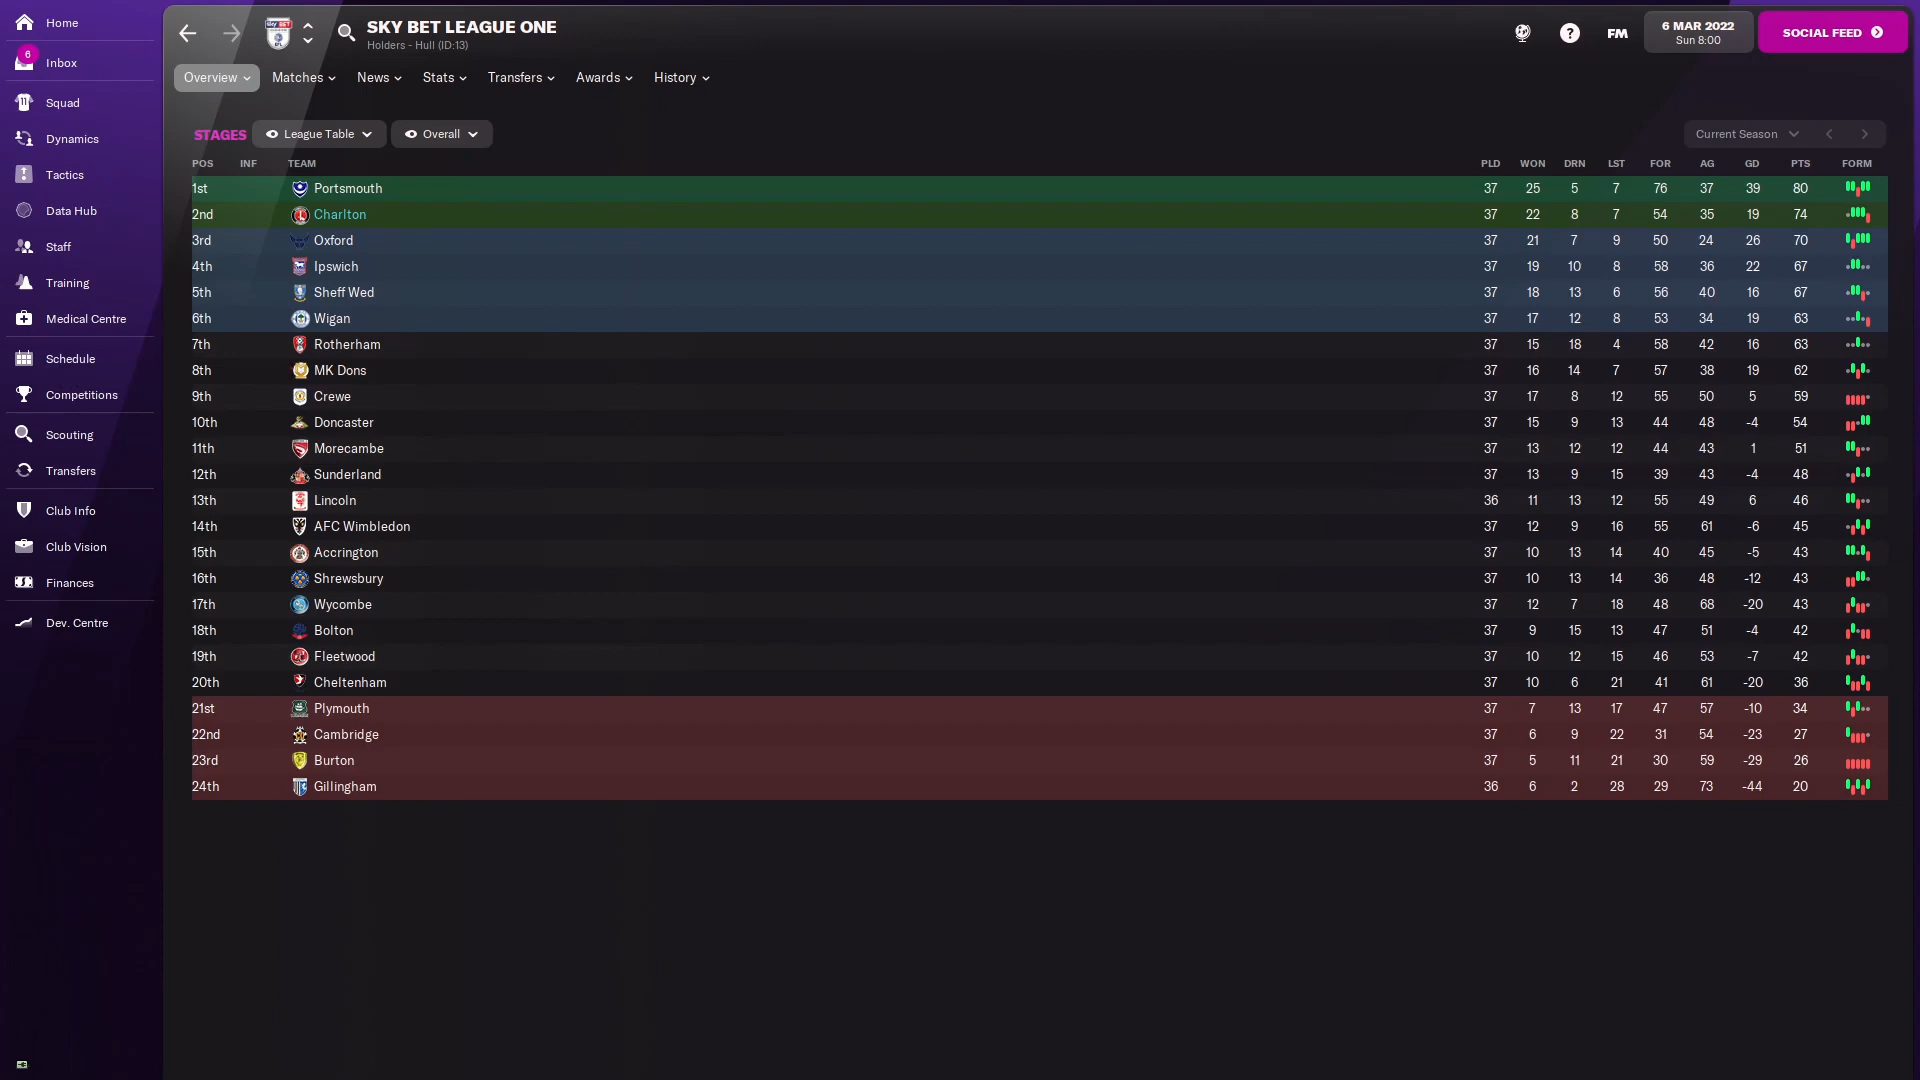 Home
6
Inbox
Squad
Dynamics
Tactics
Data Hub
Staff
Training
Medical Centre
Schedule
Competitions
Scouting
Transfers
Club Info
Club Vision
Finances
Dev. Centre
SKY BET LEAGUE ONE
Holders - Hull (ID:13)
? FM
6 MAR 2022
Sun 8:00
SOCIAL FEED
Overview Matches News Stats Transfers Awards History
STAGES League Table Overall Current Season
POS INF TEAM PLD WON DRN LST FOR AG GD PTS FORM
1st Portsmouth 37 25 5 7 76 37 39 80
2nd Charlton 37 22 8 7 54 35 19 74
3rd Oxford 37 21 7 9 50 24 26 70
4th Ipswich 37 19 10 8 58 36 22 67
5th Sheff Wed 37 18 13 6 56 40 16 67
6th Wigan 37 17 12 8 53 34 19 63
7th Rotherham 37 15 18 4 58 42 16 63
8th MK Dons 37 16 14 7 57 38 19 62
9th Crewe 37 17 8 12 55 50 5 59
10th Doncaster 37 15 9 13 44 48 -4 54
11th Morecambe 37 13 12 12 44 43 1 51
12th Sunderland 37 13 9 15 39 43 -4 48
13th Lincoln 36 11 13 12 55 49 6 46
14th AFC Wimbledon 37 12 9 16 55 61 -6 45
15th Accrington 37 10 13 14 40 45 -5 43
16th Shrewsbury 37 10 13 14 36 48 -12 43
17th Wycombe 37 12 7 18 48 68 -20 43
18th Bolton 37 9 15 13 47 51 -4 42
19th Fleetwood 37 10 12 15 46 53 -7 42
20th Cheltenham 37 10 6 21 41 61 -20 36
21st Plymouth 37 7 13 17 47 57 -10 34
22nd Cambridge 37 6 9 22 31 54 -23 27
23rd Burton 37 5 11 21 30 59 -29 26
24th Gillingham 36 6 2 28 29 73 -44 20